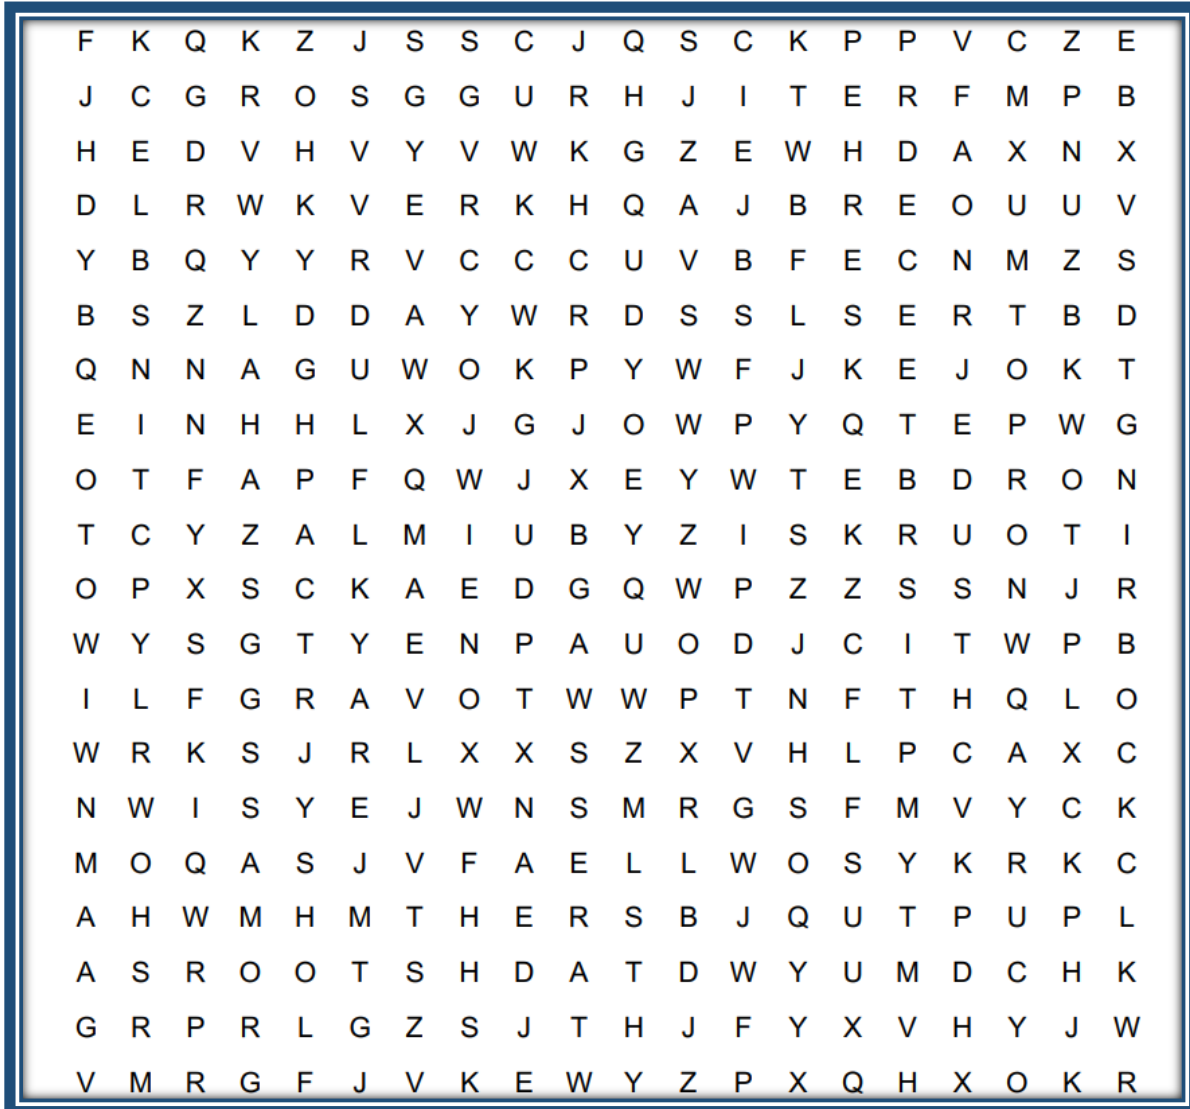 F K Q K Z J S S C J Q S C K P P V C Z E
J C G R O S G G U R H J I T E R F M P B
H E D V H V Y V W K G Z E W H D A X N X
D L R W K V E R K H Q A J B R E O U U V
Y B Q Y Y R V C C C U V B F E C N M Z S
B S Z L D D A Y W R D S S L S E R T B D
Q N N A G U W O K P Y W F J K E J O K T
E I N H H L X J G J O W P Y Q T E P W G
O T F A P F Q W J X E Y W T E B D R O N
T C Y Z A L M I U B Y Z I S K R U O T I
O P X S C K A E D G Q W P Z Z S S N J R
W Y S G T Y E N P A U O D J C I T W P B
I L F G R A V O T W W P T N F T H Q L O
W R K S J R L X X S Z X V H L P C A X C
N W I S Y E J W N S M R G S F M V Y C K
M O Q A S J V F A E L L W O S Y K R K C
A H W M H M T H E R S B J Q U T P U P L
A S R O O T S H D A T D W Y U M D C H K
G R P R L G Z S J T H J F Y X V H Y J W
V M R G F J V K E W Y Z P X Q H X O K R